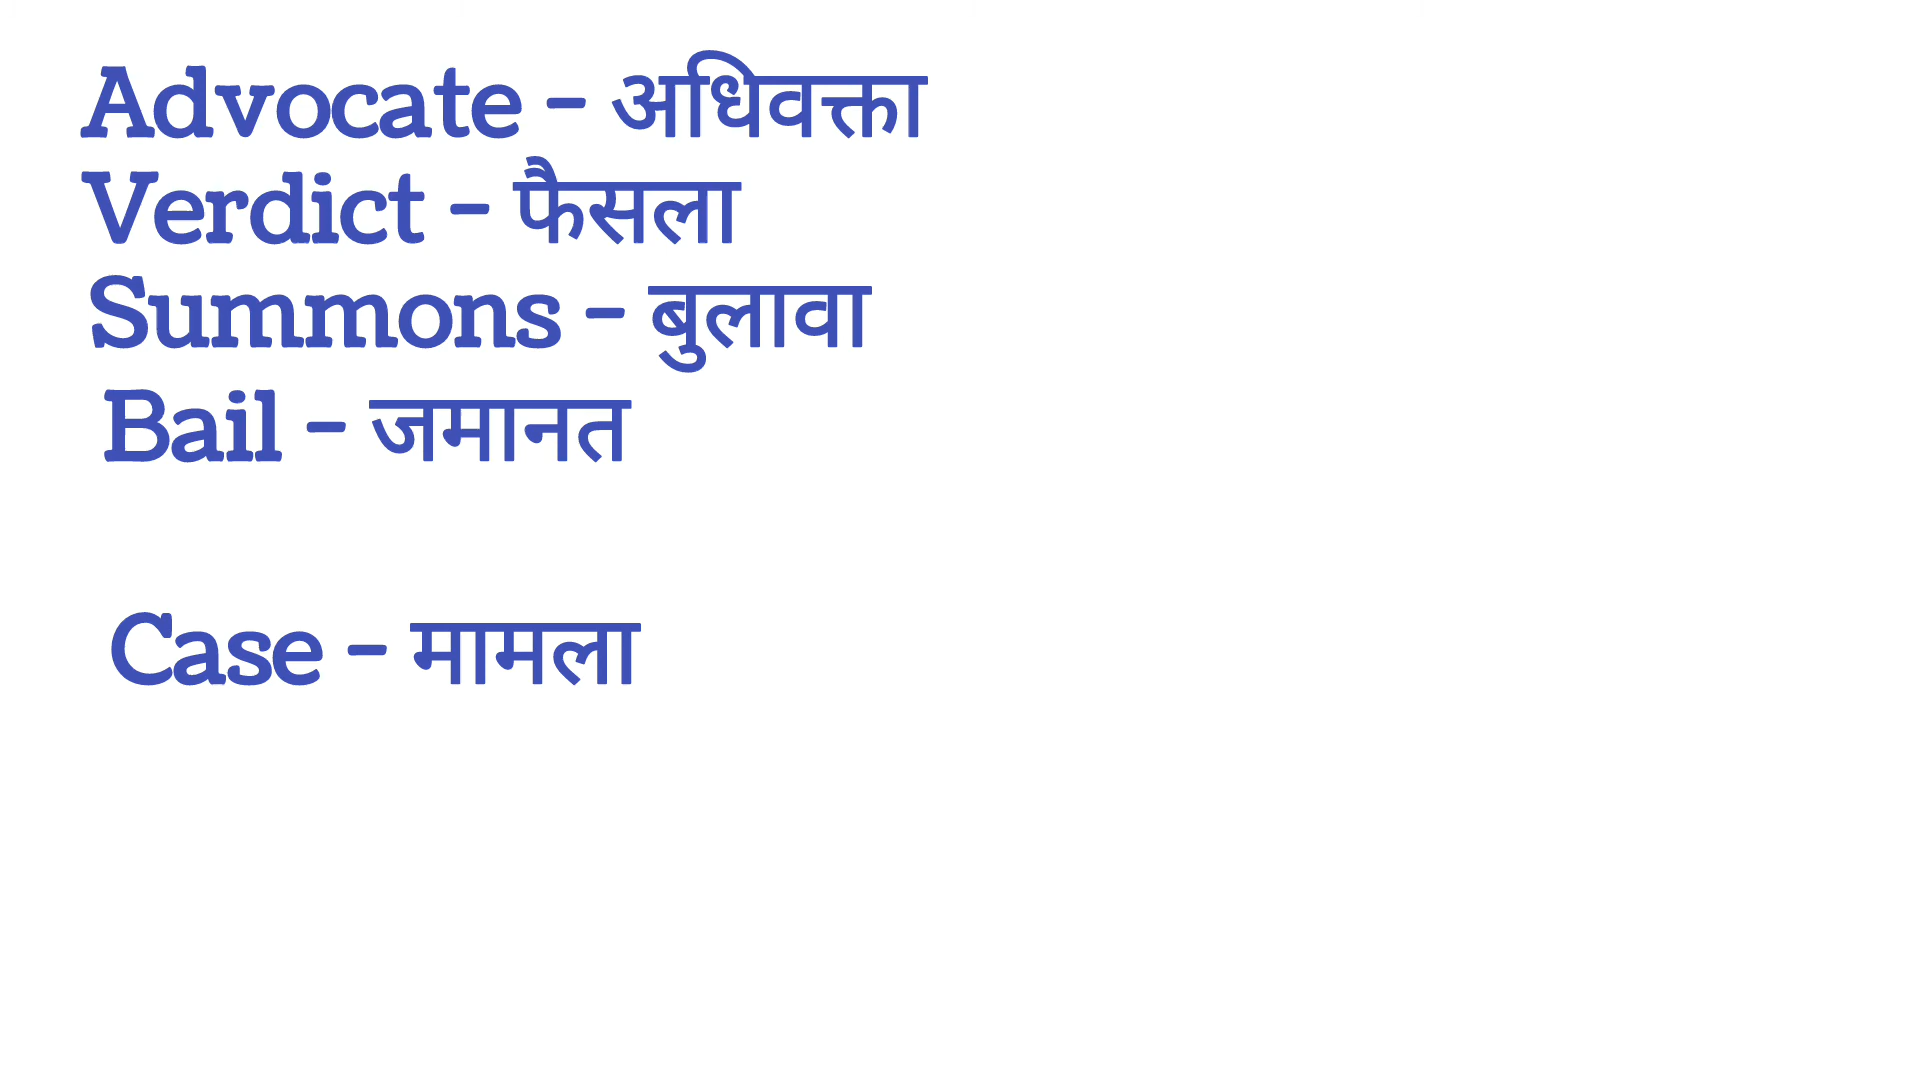 Advocate - अधिवक्ता
Verdict - फैसला
Summons - बुलावा
Bail - जमानत
Case - मामला